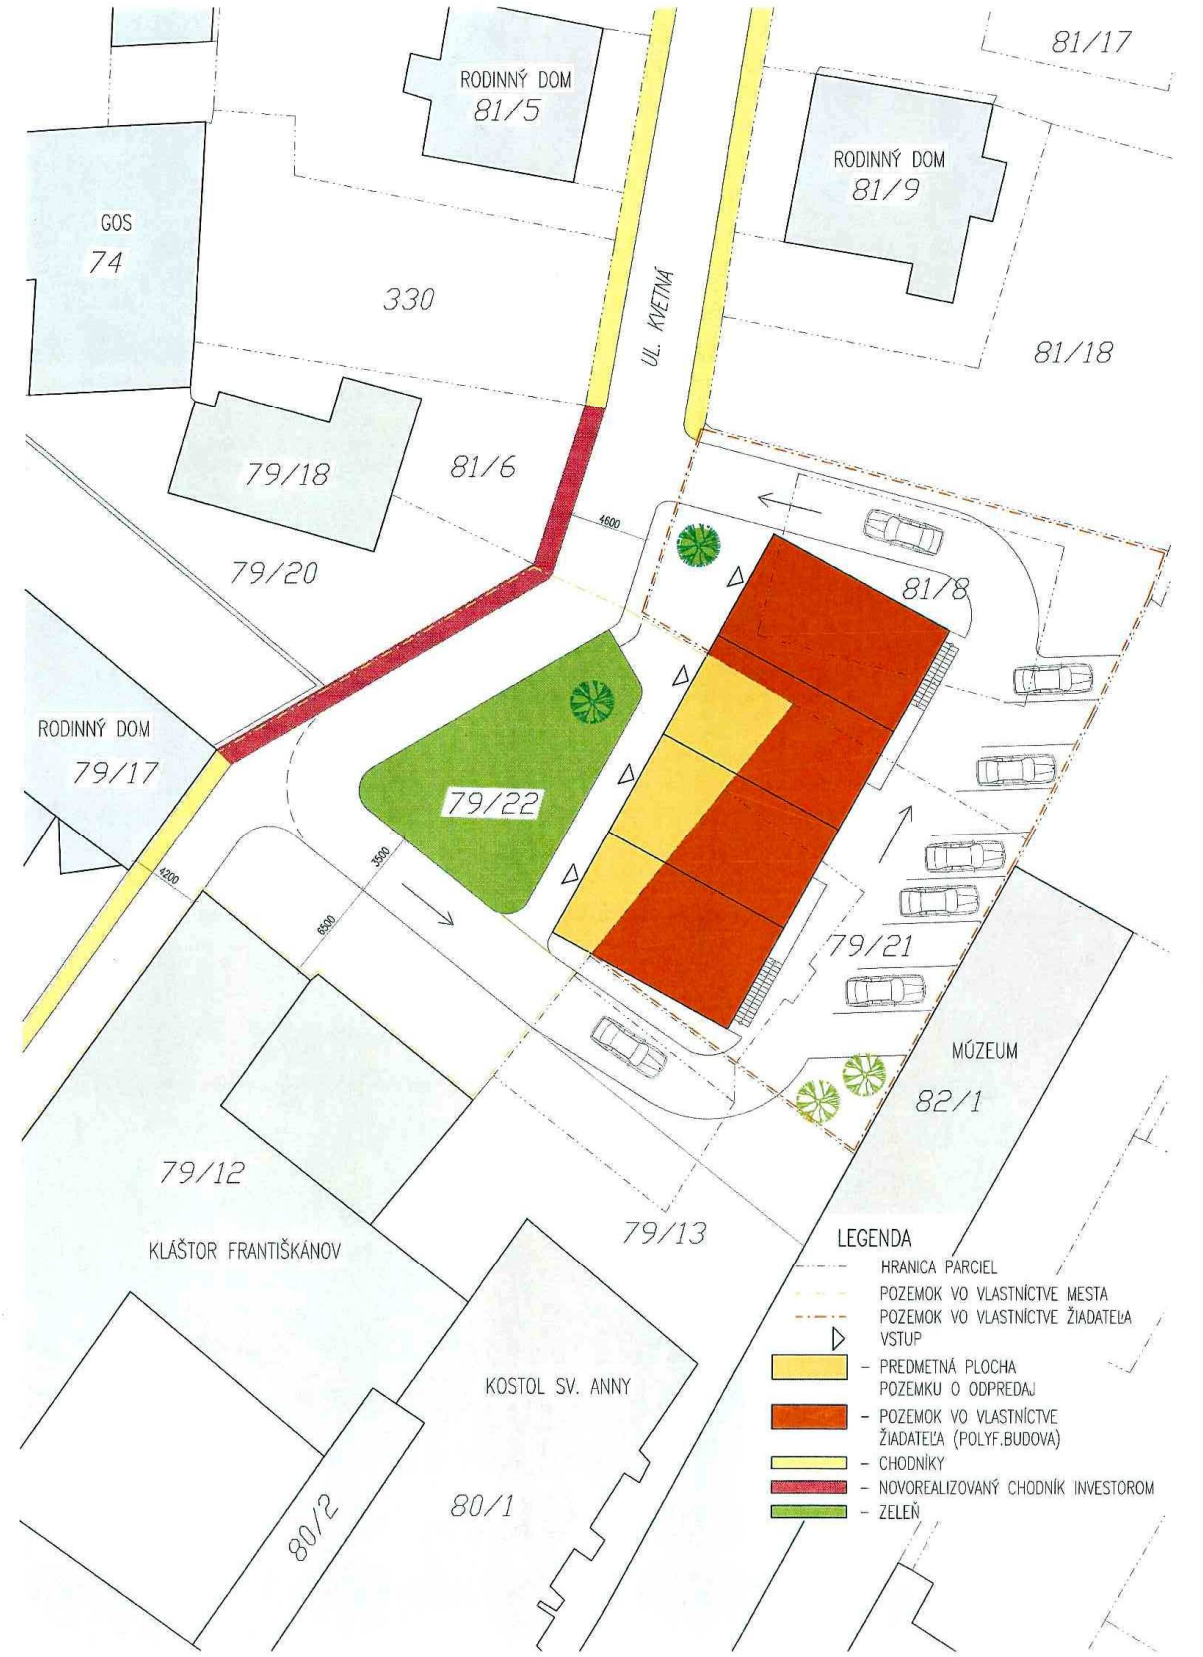 81/17
RODINNÝ DOM
81/5
RODINNÝ DOM
81/9
GOS
74
330
UL. KVETNÁ
81/18
79/18
81/6
4600
79/20
81/8
RODINNÝ DOM
79/17
79/22
4200
3500
6500
79/21
MÚZEUM
82/1
79/12
KLÁŠTOR FRANTIŠKÁNOV
79/13
KOSTOL SV. ANNY
80/1
80/2
LEGENDA
HRANICA PARCIEL
POZEMOK VO VLASTNÍCTVE MESTA
POZEMOK VO VLASTNÍCTVE ŽIADATEĽA
VSTUP
- PREDMETNÁ PLOCHA
POZEMKU O ODPREDAJ
- POZEMOK VO VLASTNÍCTVE
ŽIADATEĽA (POLYF.BUDOVA)
- CHODNÍKY
- NOVOREALIZOVANÝ CHODNÍK INVESTOROM
- ZELEŇ